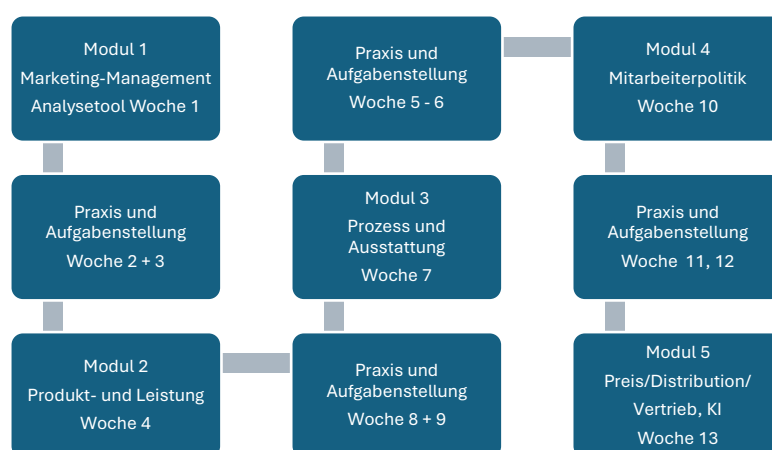 Modul 1
Marketing-Management
Analysetool Woche 1
Praxis und
Aufgabenstellung
Woche 2 + 3
Modul 2
Produkt- und Leistung
Woche 4
Praxis und
Aufgabenstellung
Woche 5 - 6
Modul 3
Prozess und
Ausstattung
Woche 7
Praxis und
Aufgabenstellung
Woche 8 + 9
Modul 4
Mitarbeiterpolitik
Woche 10
Praxis und
Aufgabenstellung
Woche 11, 12
Modul 5
Preis/Distribution/
Vertrieb, KI
Woche 13